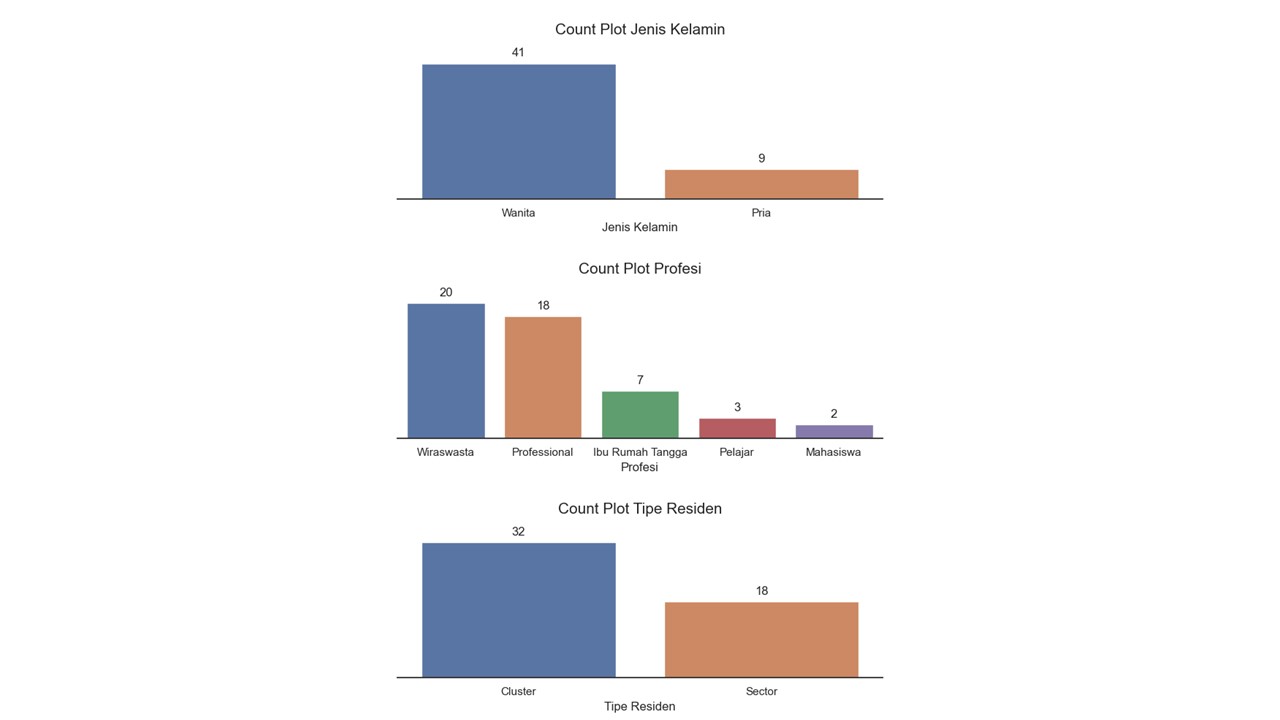 Count Plot Jenis Kelamin
41
9
Wanita Pria
Jenis Kelamin
Count Plot Profesi
20
18
7
3
2
Wiraswasta Professional Ibu Rumah Tangga Pelajar Mahasiswa
Profesi
Count Plot Tipe Residen
32
18
Cluster Sector
Tipe Residen